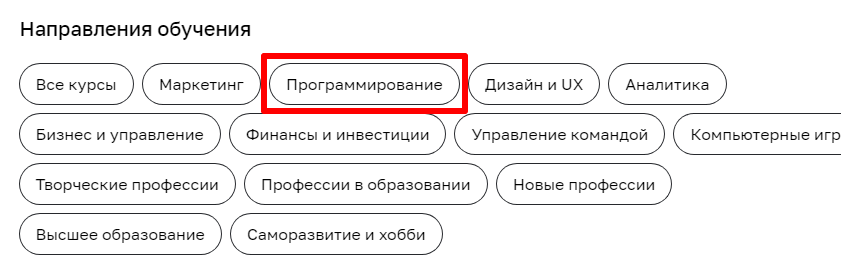 Направления обучения
Все курсы Маркетинг Программирование Дизайн и UX Аналитика
Бизнес и управление Финансы и инвестиции Управление командой Компьютерные игр
Творческие профессии Профессии в образовании Новые профессии
Высшее образование Саморазвитие и хобби